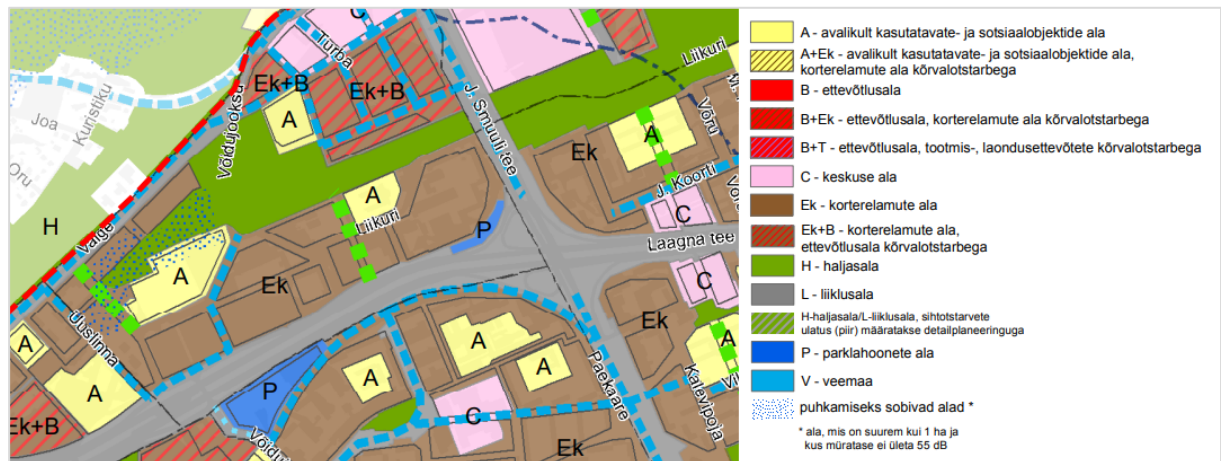 C
Turba
Ek+B
Ek+B
A
J. Smuuli tee
Liikuri
Võru
Võidujooksu
Kuristiku
Joa
Oru
A
Ek
J. Koorti
A
Liikuri
P
C
Laagna tee
H
Valge
A
Ek
C
Uuslinna
A
A
P
A
A
A
Ek
Paekaare
Kalevipoja
A
C
Ek+B
Ek
A - avalikult kasutatavate- ja sotsiaalobjektide ala
A+Ek - avalikult kasutatavate- ja sotsiaalobjektide ala,
korterelamute ala kõrvalotstarbega
B - ettevõtlusala
B+Ek - ettevõtlusala, korterelamute ala kõrvalotstarbega
B+T - ettevõtlusala, tootmis-, laondusettevõtete kõrvalotstarbega
C - keskuse ala
Ek - korterelamute ala
Ek+B - korterelamute ala,
ettevõtlusala kõrvalotstarbega
H - haljasala
L - liiklusala
H-haljasala/L-liiklusala, sihtotstarvete
ulatus (piir) määratakse detailplaneeringuga
P - parklahoonete ala
V - veemaa
puhkamiseks sobivad alad *
* ala, mis on suurem kui 1 ha ja
kus müratase ei ületa 55 dB